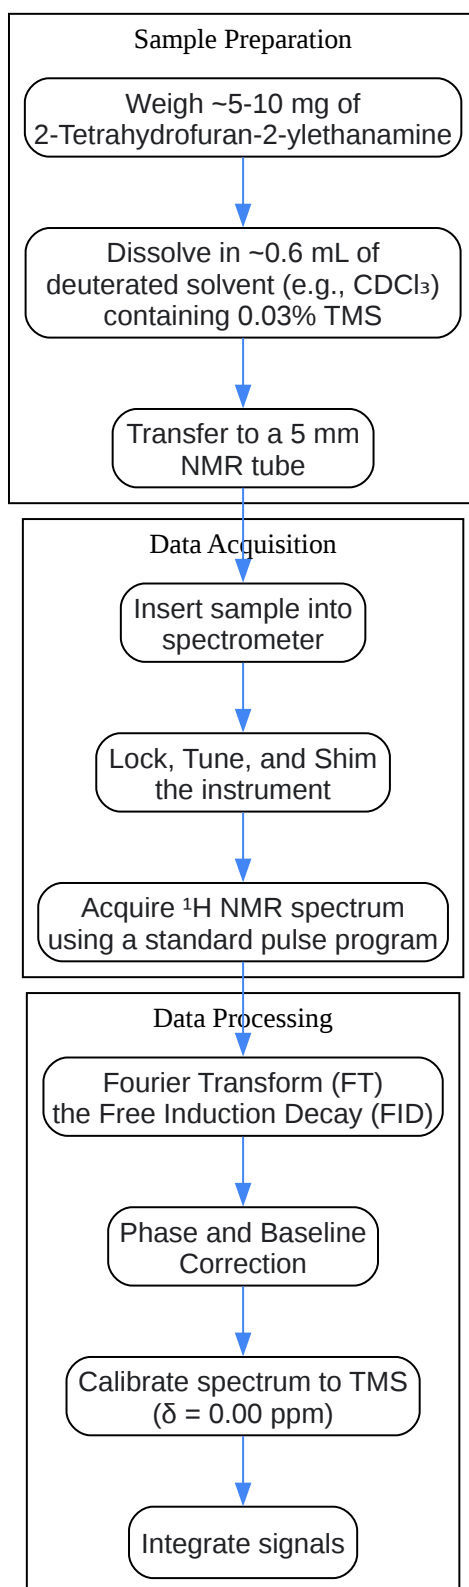 Sample Preparation
Weigh ~5-10 mg of
2-Tetrahydrofuran-2-ylethanamine
Dissolve in ~0.6 mL of
deuterated solvent (e.g., CDCl₃)
containing 0.03% TMS
Transfer to a 5 mm
NMR tube
Data Acquisition
Insert sample into
spectrometer
Lock, Tune, and Shim
the instrument
Acquire ¹H NMR spectrum
using a standard pulse program
Data Processing
Fourier Transform (FT)
the Free Induction Decay (FID)
Phase and Baseline
Correction
Calibrate spectrum to TMS
(δ = 0.00 ppm)
Integrate signals